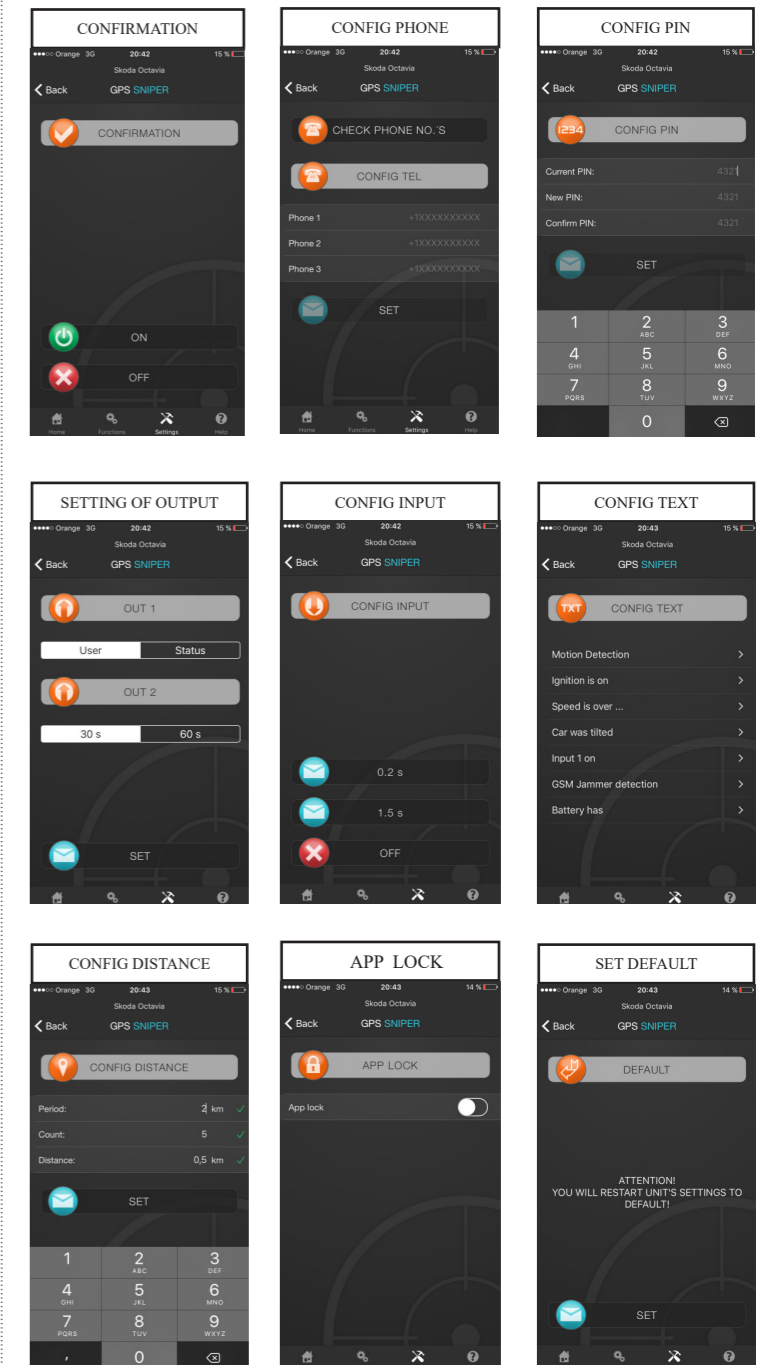 CONFIRMATION
Orange 3G 20:42 15 %
Skoda Octavia
Back GPS SNIPER
CONFIRMATION
ON
OFF
Home Functions Settings Help
CONFIG PHONE
Orange 3G 20:42 15 %
Skoda Octavia
Back GPS SNIPER
CHECK PHONE NO.'S
CONFIG TEL
Phone 1 +1XXXXXXXXXX
Phone 2 +1XXXXXXXXXX
Phone 3 +1XXXXXXXXXX
SET
Home Functions Settings Help
CONFIG PIN
Orange 3G 20:42 15 %
Skoda Octavia
Back GPS SNIPER
1234 CONFIG PIN
Current PIN: 4321
New PIN: 4321
Confirm PIN: 4321
SET
1 2 3
ABC DEF
4 5 6
GHI JKL MNO
7 8 9
PQRS TUV WXYZ
0
SETTING OF OUTPUT
Orange 3G 20:42 15 %
Skoda Octavia
Back GPS SNIPER
OUT 1
User Status
OUT 2
30 s 60 s
SET
CONFIG INPUT
Orange 3G 20:42 15 %
Skoda Octavia
Back GPS SNIPER
CONFIG INPUT
0.2 s
1.5 s
OFF
CONFIG TEXT
Orange 3G 20:43 15 %
Skoda Octavia
Back GPS SNIPER
TXT CONFIG TEXT
Motion Detection
Ignition is on
Speed is over ...
Car was tilted
Input 1 on
GSM Jammer detection
Battery has
CONFIG DISTANCE
Orange 3G 20:43 15 %
Skoda Octavia
Back GPS SNIPER
CONFIG DISTANCE
Period: 2 km
Count: 5
Distance: 0,5 km
SET
1 2 3
ABC DEF
4 5 6
GHI JKL MNO
7 8 9
PQRS TUV WXYZ
, 0
APP LOCK
Orange 3G 20:43 14 %
Skoda Octavia
Back GPS SNIPER
APP LOCK
App lock
SET DEFAULT
Orange 3G 20:43 14 %
Skoda Octavia
Back GPS SNIPER
DEFAULT
ATTENTION!
YOU WILL RESTART UNIT'S SETTINGS TO
DEFAULT!
SET